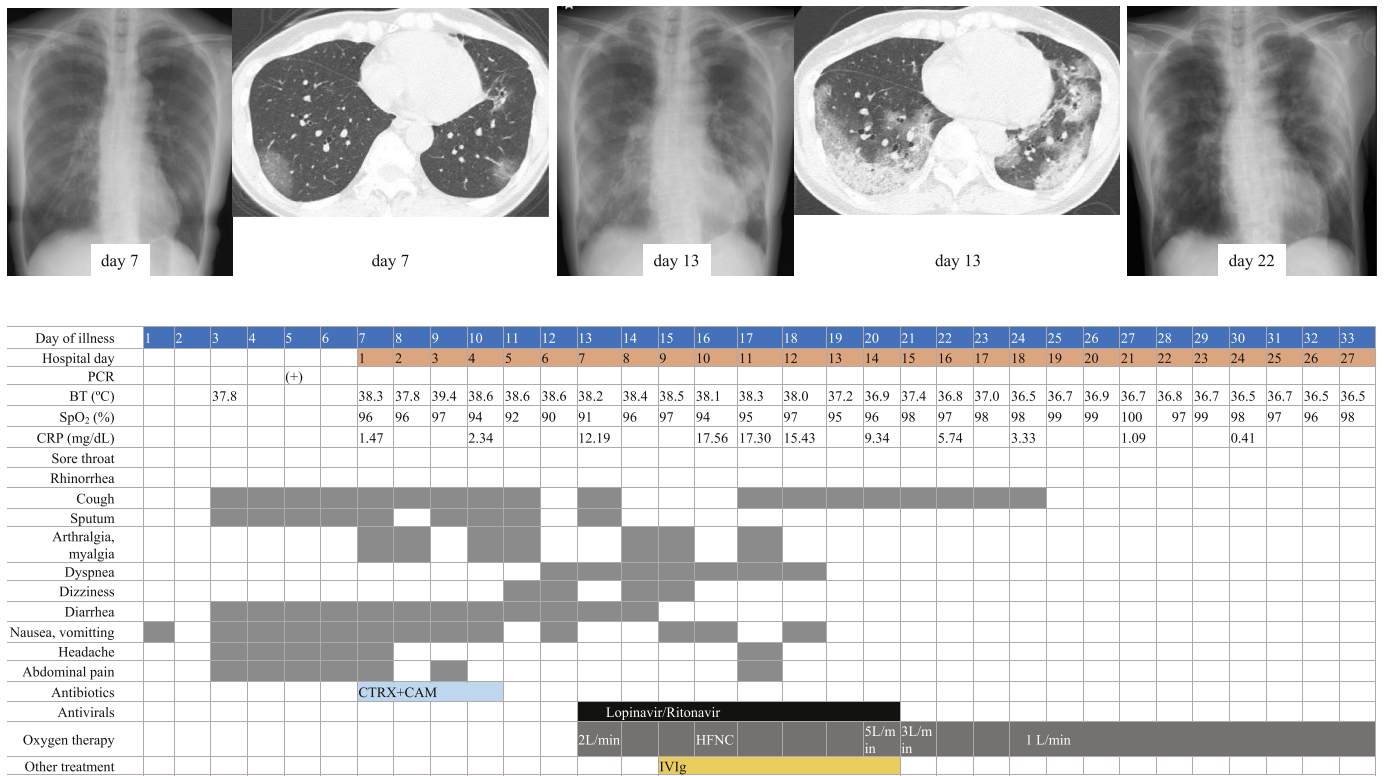 day 7
day 7
day 13
day 13
day 22
Day of illness 1 2 3 4 5 6 7 8 9 10 11 12 13 14 15 16 17 18 19 20 21 22 23 24 25 26 27 28 29 30 31 32 33
Hospital day 1 2 3 4 5 6 7 8 9 10 11 12 13 14 15 16 17 18 19 20 21 22 23 24 25 26 27
PCR (+)
BT (ºC) 37.8 38.3 37.8 39.4 38.6 38.6 38.6 38.2 38.4 38.5 38.1 38.3 38.0 37.2 36.9 37.4 36.8 37.0 36.5 36.7 36.9 36.7 36.8 36.7 36.5 36.7 36.5 36.5
SpO₂ (%) 96 96 97 94 92 90 91 96 97 94 95 97 95 96 98 97 98 98 99 99 100 97 99 98 97 96 98
CRP (mg/dL) 1.47 2.34 12.19 17.56 17.30 15.43 9.34 5.74 3.33 1.09 0.41
Sore throat
Rhinorrhea
Cough
Sputum
Arthralgia,
myalgia
Dyspnea
Dizziness
Diarrhea
Nausea, vomitting
Headache
Abdominal pain
Antibiotics CTRX+CAM
Antivirals Lopinavir/Ritonavir
Oxygen therapy 2L/min HFNC 5L/m in 3L/m in 1 L/min
Other treatment IVIg